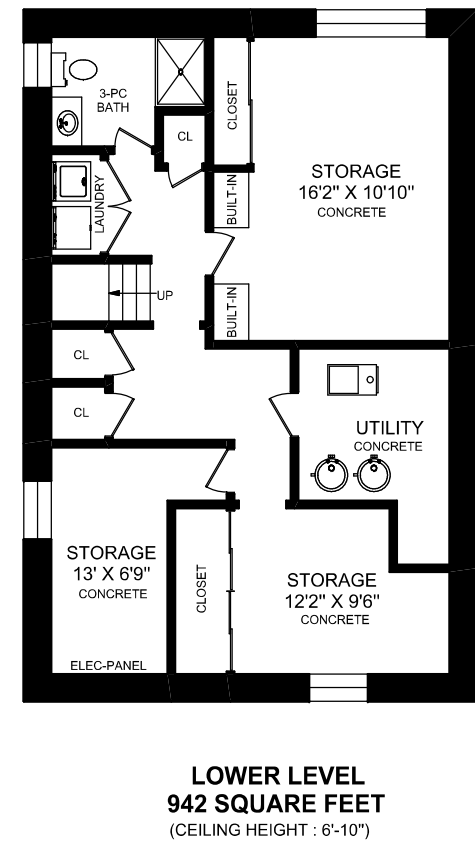 3-PC
BATH
CLOSET
CL
STORAGE
16'2" X 10'10"
CONCRETE
LAUNDRY
BUILT-IN
UP
BUILT-IN
CL
CL
UTILITY
CONCRETE
STORAGE
13' X 6'9"
CONCRETE
CLOSET
STORAGE
12'2" X 9'6"
CONCRETE
ELEC-PANEL
LOWER LEVEL
942 SQUARE FEET
(CEILING HEIGHT : 6'-10")